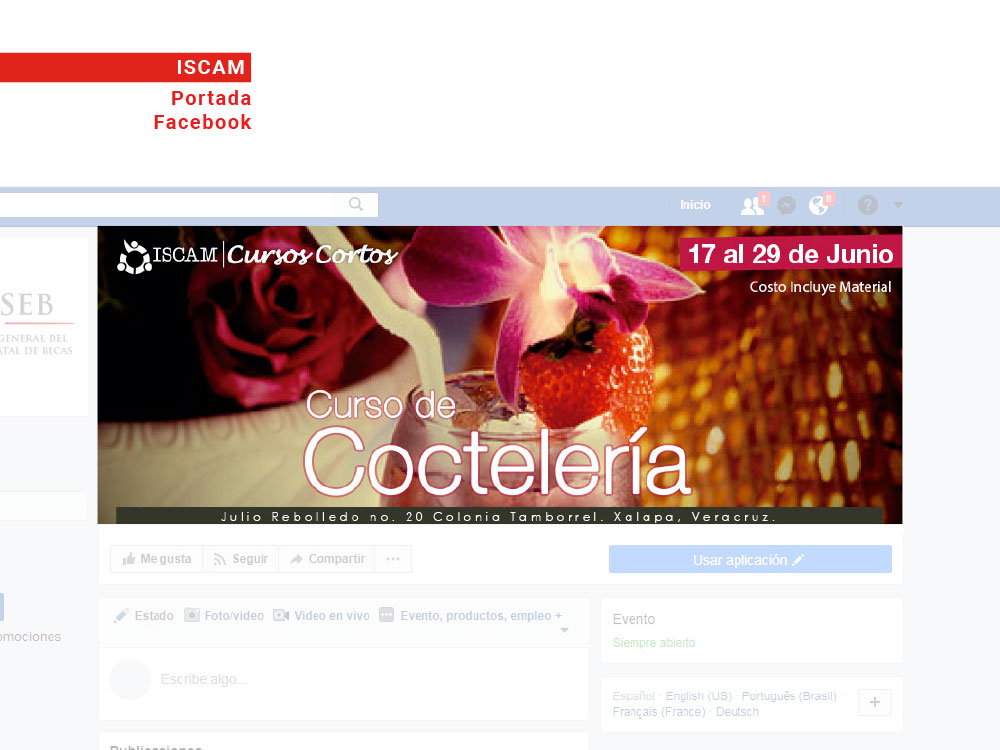 ISCAM
Portada
Facebook
Inicio
1
8
?
ISCAM | Cursos Cortos
17 al 29 de Junio
Costo Incluye Material
SEB
GENERAL DEL
ATAL DE BECAS
Curso de
Coctelería
Julio Rebolledo no. 20 Colonia Tamborrel. Xalapa, Veracruz.
Me gusta
Seguir
Compartir
...
Usar aplicación
Estado
Foto/video
Video en vivo
Evento, productos, empleo +
Evento
Siempre abierto
omociones
Escribe algo...
Español · English (US) · Português (Brasil) ·
Français (France) · Deutsch
+
Publicaciones